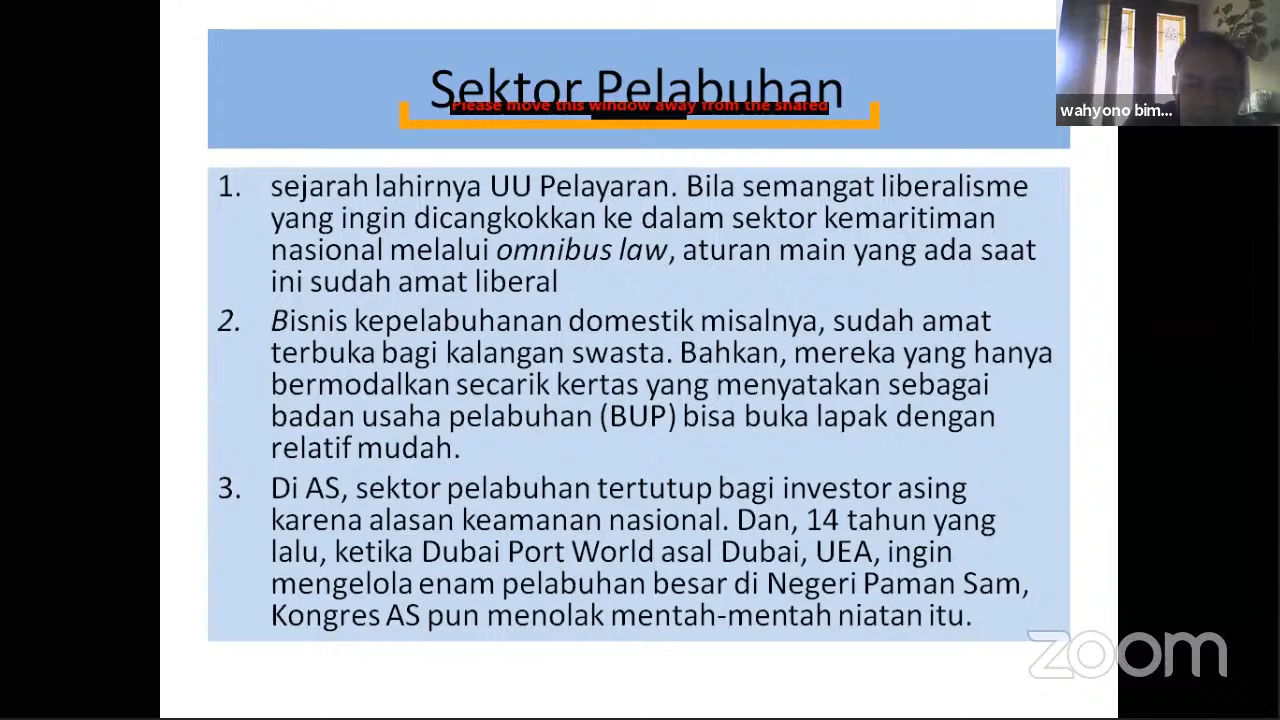 Sektor Pelabuhan
Please move this window away from the shared
wahyono bim...
1. sejarah lahirnya UU Pelayaran. Bila semangat liberalisme
yang ingin dicangkokkan ke dalam sektor kemaritiman
nasional melalui omnibus law, aturan main yang ada saat
ini sudah amat liberal
2. Bisnis kepelabuhanan domestik misalnya, sudah amat
terbuka bagi kalangan swasta. Bahkan, mereka yang hanya
bermodalkan secarik kertas yang menyatakan sebagai
badan usaha pelabuhan (BUP) bisa buka lapak dengan
relatif mudah.
3. Di AS, sektor pelabuhan tertutup bagi investor asing
karena alasan keamanan nasional. Dan, 14 tahun yang
lalu, ketika Dubai Port World asal Dubai, UEA, ingin
mengelola enam pelabuhan besar di Negeri Paman Sam,
Kongres AS pun menolak mentah-mentah niatan itu.
zoom